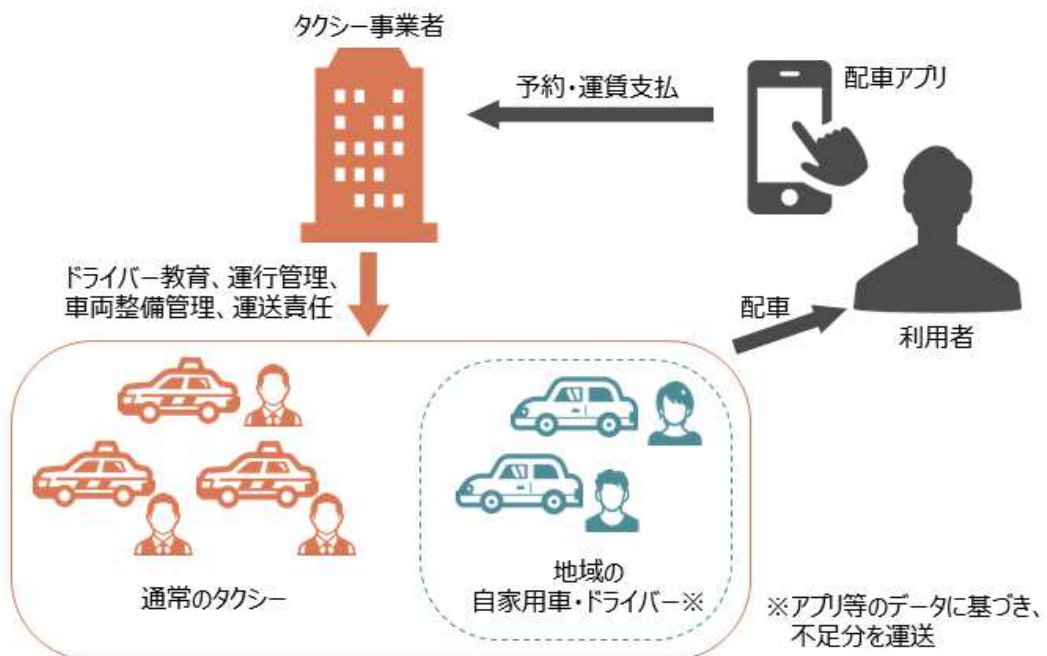 タクシー事業者
予約・運賃支払
配車アプリ
ドライバー教育、運行管理、
車両整備管理、運送責任
配車
利用者
通常のタクシー
地域の
自家用車・ドライバー※
※アプリ等のデータに基づき、
不足分を運送